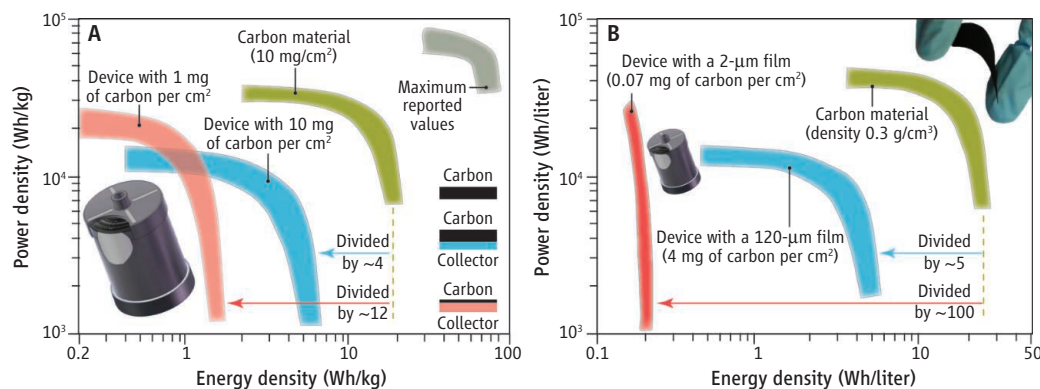 A
Power density (Wh/kg)
10⁵
10⁴
10³
Device with 1 mg
of carbon per cm²
Carbon material
(10 mg/cm²)
Device with 10 mg
of carbon per cm²
Maximum
reported
values
Carbon
Carbon
Collector
Carbon
Collector
Divided
by ~4
Divided
by ~12
0.2
1
10
100
Energy density (Wh/kg)
B
Power density (Wh/liter)
10⁵
10⁴
10³
Device with a 2-μm film
(0.07 mg of carbon per cm²)
Carbon material
(density 0.3 g/cm³)
Device with a 120-μm film
(4 mg of carbon per cm²)
Divided
by ~5
Divided
by ~100
0.1
1
10
50
Energy density (Wh/liter)